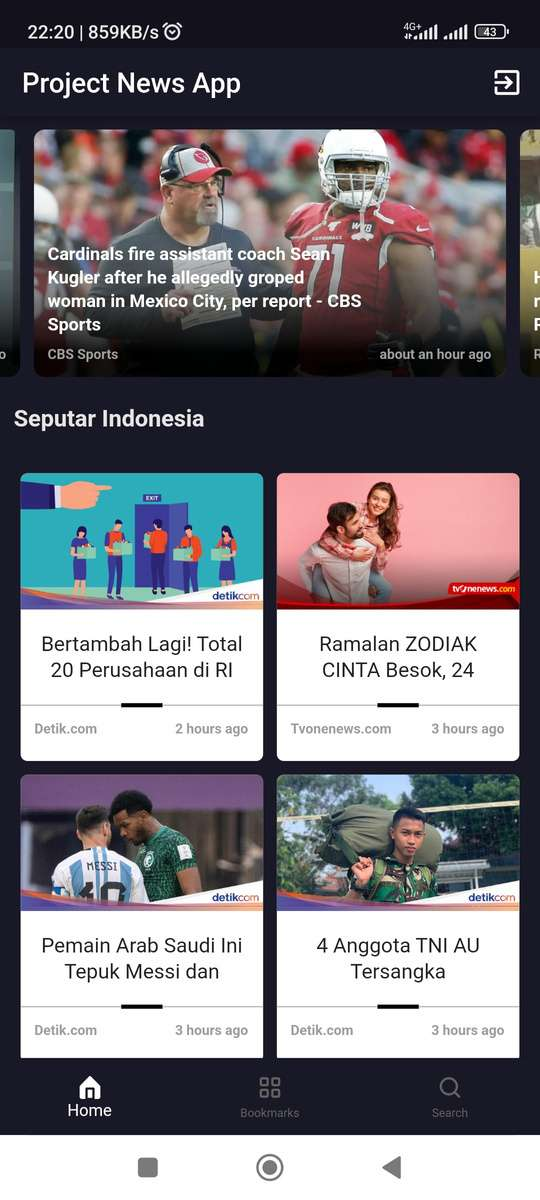 22:20 | 859KB/s
4G+
43
Project News App
WYB
CARDINALS
71
Cardinals fire assistant coach Sean
Kugler after he allegedly groped
woman in Mexico City, per report - CBS
Sports
CBS Sports
about an hour ago
o
H
r
F
R
Seputar Indonesia
EXIT
detikcom
tvonenews.com
Bertambah Lagi! Total
20 Perusahaan di RI
Ramalan ZODIAK
CINTA Besok, 24
Detik.com
2 hours ago
Tvonenews.com
3 hours ago
MESSI
10
detikcom
detikcom
Pemain Arab Saudi Ini
Tepuk Messi dan
4 Anggota TNI AU
Tersangka
Detik.com
3 hours ago
Detik.com
3 hours ago
Home
Bookmarks
Search